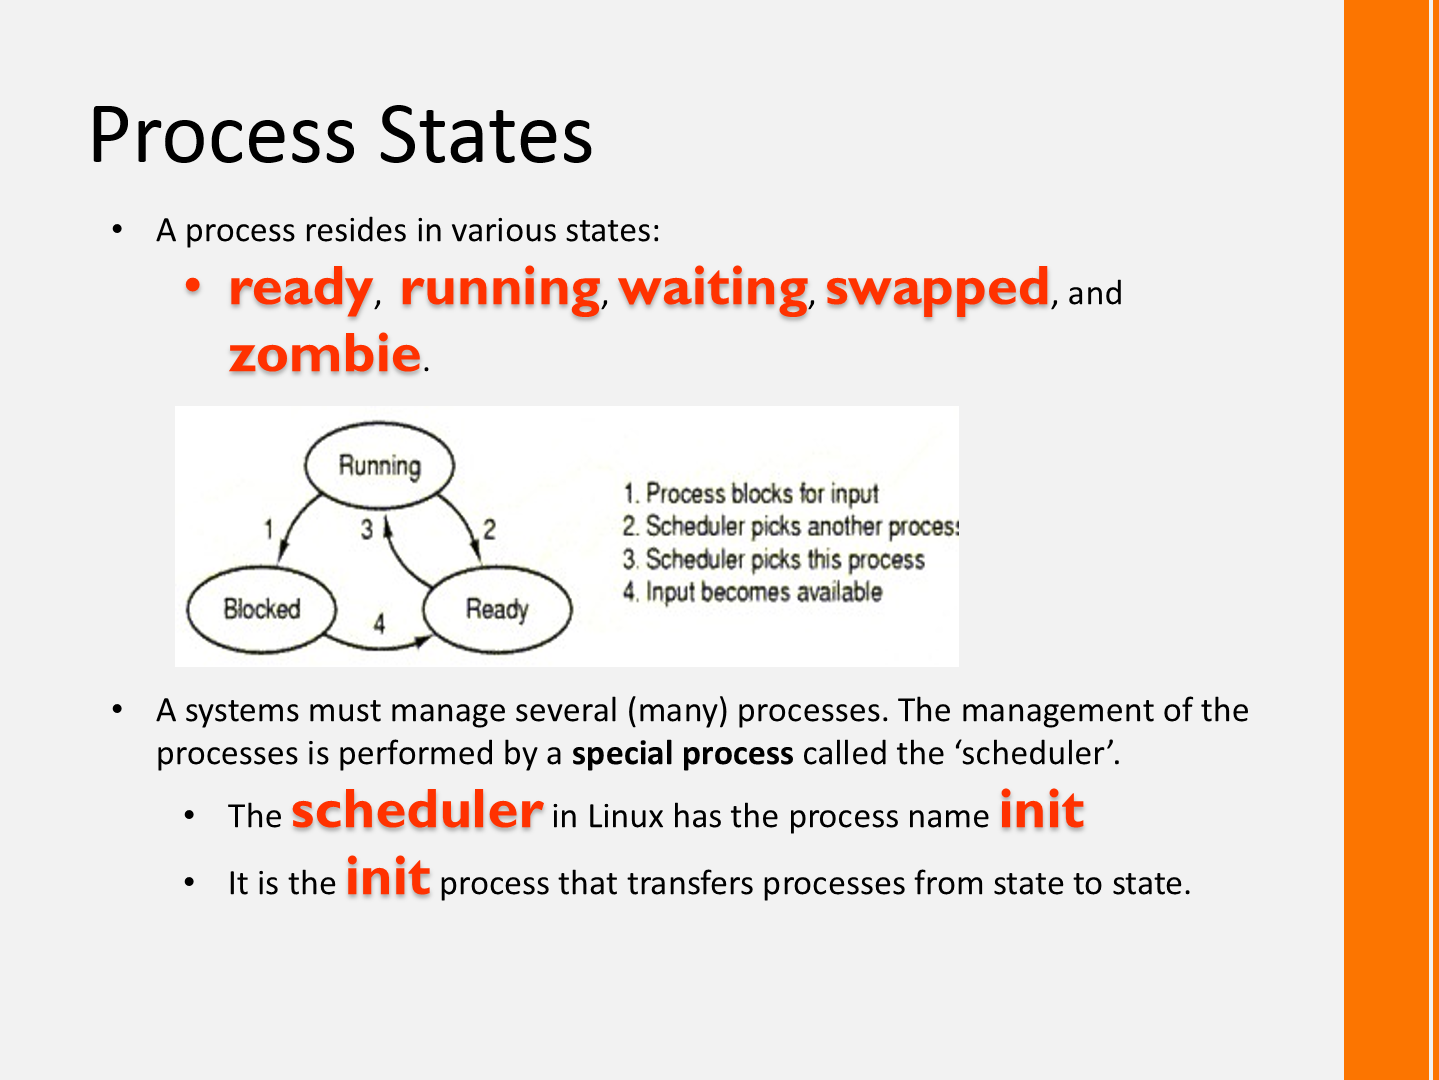 Process States
• A process resides in various states:
• ready, running, waiting, swapped, and
zombie.
Running
1
3
2
Blocked
4
Ready
1. Process blocks for input
2. Scheduler picks another process
3. Scheduler picks this process
4. Input becomes available
• A systems must manage several (many) processes. The management of the
processes is performed by a special process called the ‘scheduler’.
• The scheduler in Linux has the process name init
• It is the init process that transfers processes from state to state.